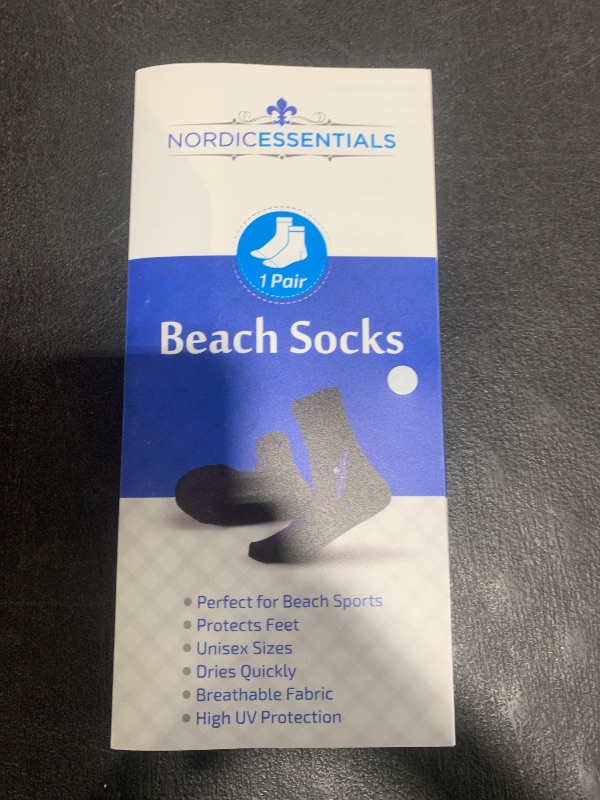 NORDICESSENTIALS
1 Pair
Beach Socks
Perfect for Beach Sports
Protects Feet
Unisex Sizes
Dries Quickly
Breathable Fabric
High UV Protection